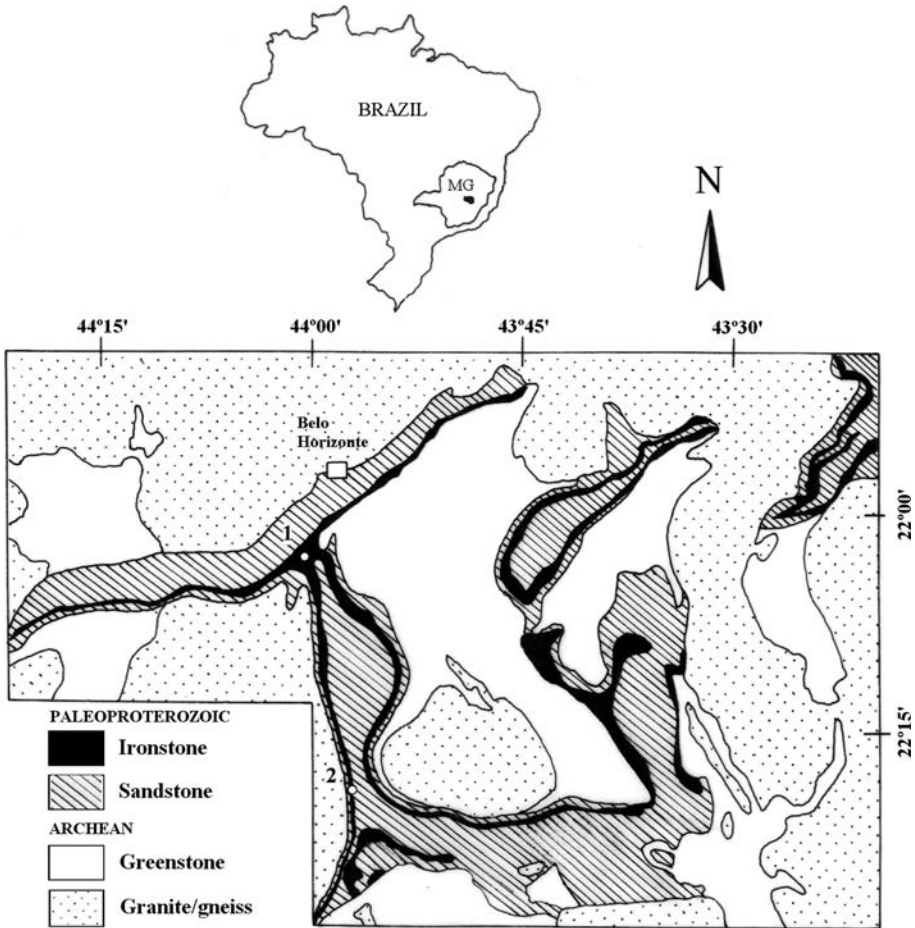 BRAZIL
MG
N
44°15' 44°00' 43°45' 43°30'
Belo
Horizonte
22°00'
1
22°15'
2
PALEOPROTEROZOIC
Ironstone
Sandstone
ARCHEAN
Greenstone
Granite/gneiss